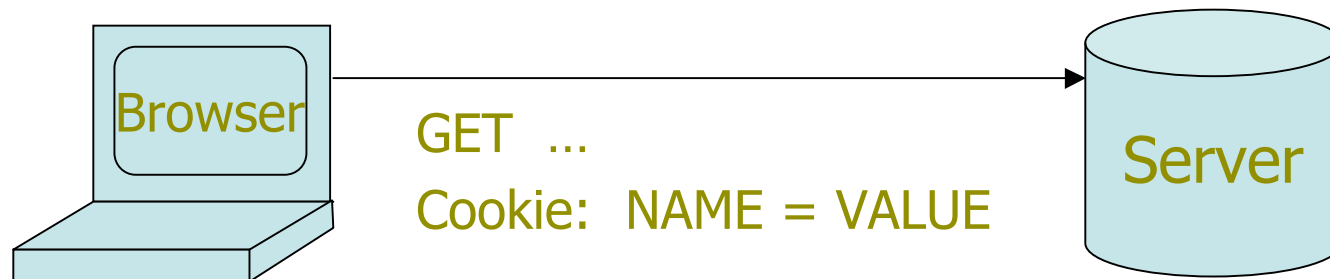 Browser
GET ...
Cookie: NAME = VALUE
Server